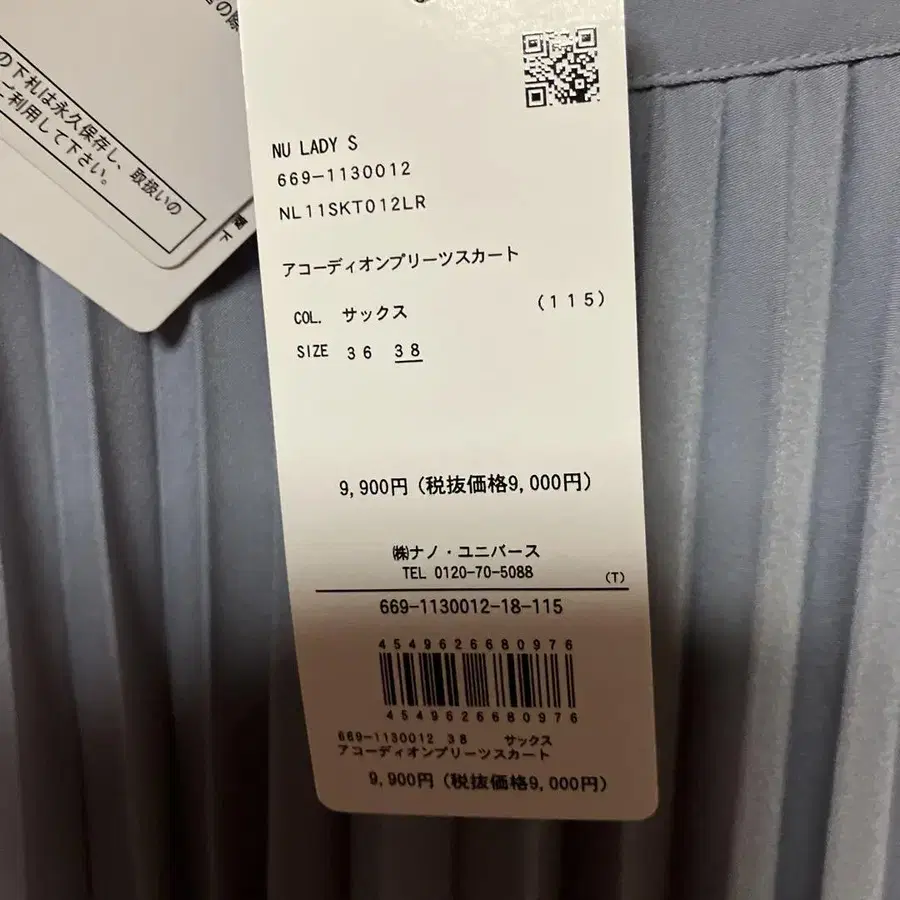 の下札は永久保存し、取扱いの
ご利用して下さい。
NU LADY S
669-1130012
NL11SKT012LR
アコーディオンプリーツスカート
COL. サックス (115)
SIZE 36 38
9,900円 (税抜価格9,000円)
㈱ナノ・ユニバース
TEL 0120-70-5088
(T)
669-1130012-18-115
4549626680976
4549626680976
669-1130012 38 サックス
アコーディオンプリーツスカート
9,900円 (税抜価格9,000円)